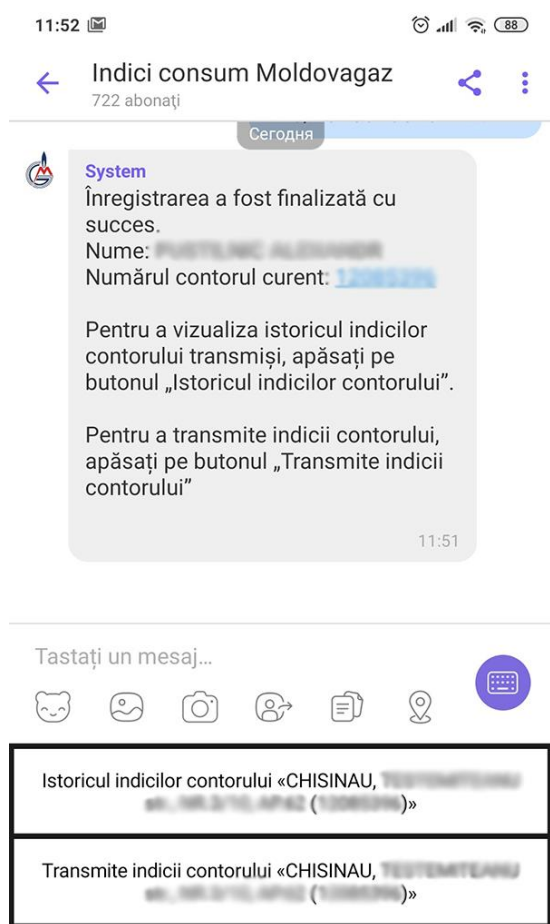 11:52
88
Indici consum Moldovagaz
722 abonați
Сегодня
System
Înregistrarea a fost finalizată cu
succes.
Nume:
Numărul contorul curent:
Pentru a vizualiza istoricul indicilor
contorului transmiși, apăsați pe
butonul „Istoricul indicilor contorului”.
Pentru a transmite indicii contorului,
apăsați pe butonul „Transmite indicii
contorului”
11:51
Tastați un mesaj...
Istoricul indicilor contorului «CHISINAU,
( )»
Transmite indicii contorului «CHISINAU,
( )»